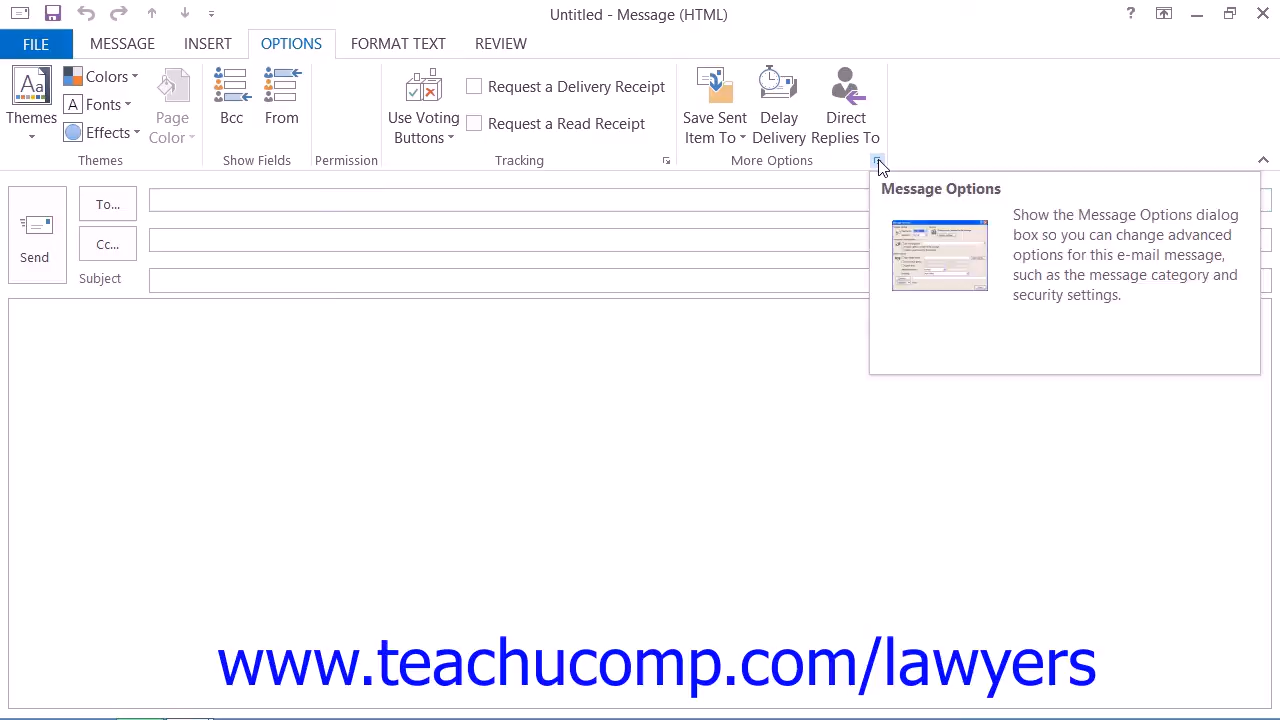 Untitled - Message (HTML)
?
FILE
MESSAGE
INSERT
OPTIONS
FORMAT TEXT
REVIEW
Aa
Themes
Colors
A Fonts
Effects
Page
Color
Themes
Bcc
From
Show Fields
Permission
Use Voting
Buttons
Request a Delivery Receipt
Request a Read Receipt
Tracking
Save Sent
Item To
Delay
Delivery
Direct
Replies To
More Options
Send
To...
Cc...
Subject
Message Options
Show the Message Options dialog
box so you can change advanced
options for this e-mail message,
such as the message category and
security settings.
www.teachucomp.com/lawyers